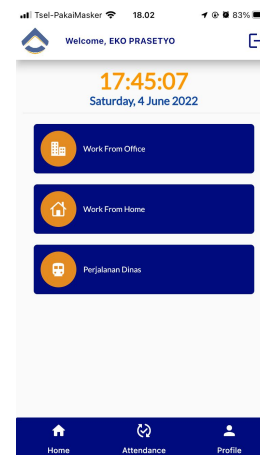 Tsel-PakaiMasker 18.02 83%
Welcome, EKO PRASETYO
17:45:07
Saturday, 4 June 2022
Work From Office
Work From Home
Perjalanan Dinas
Home Attendance Profile